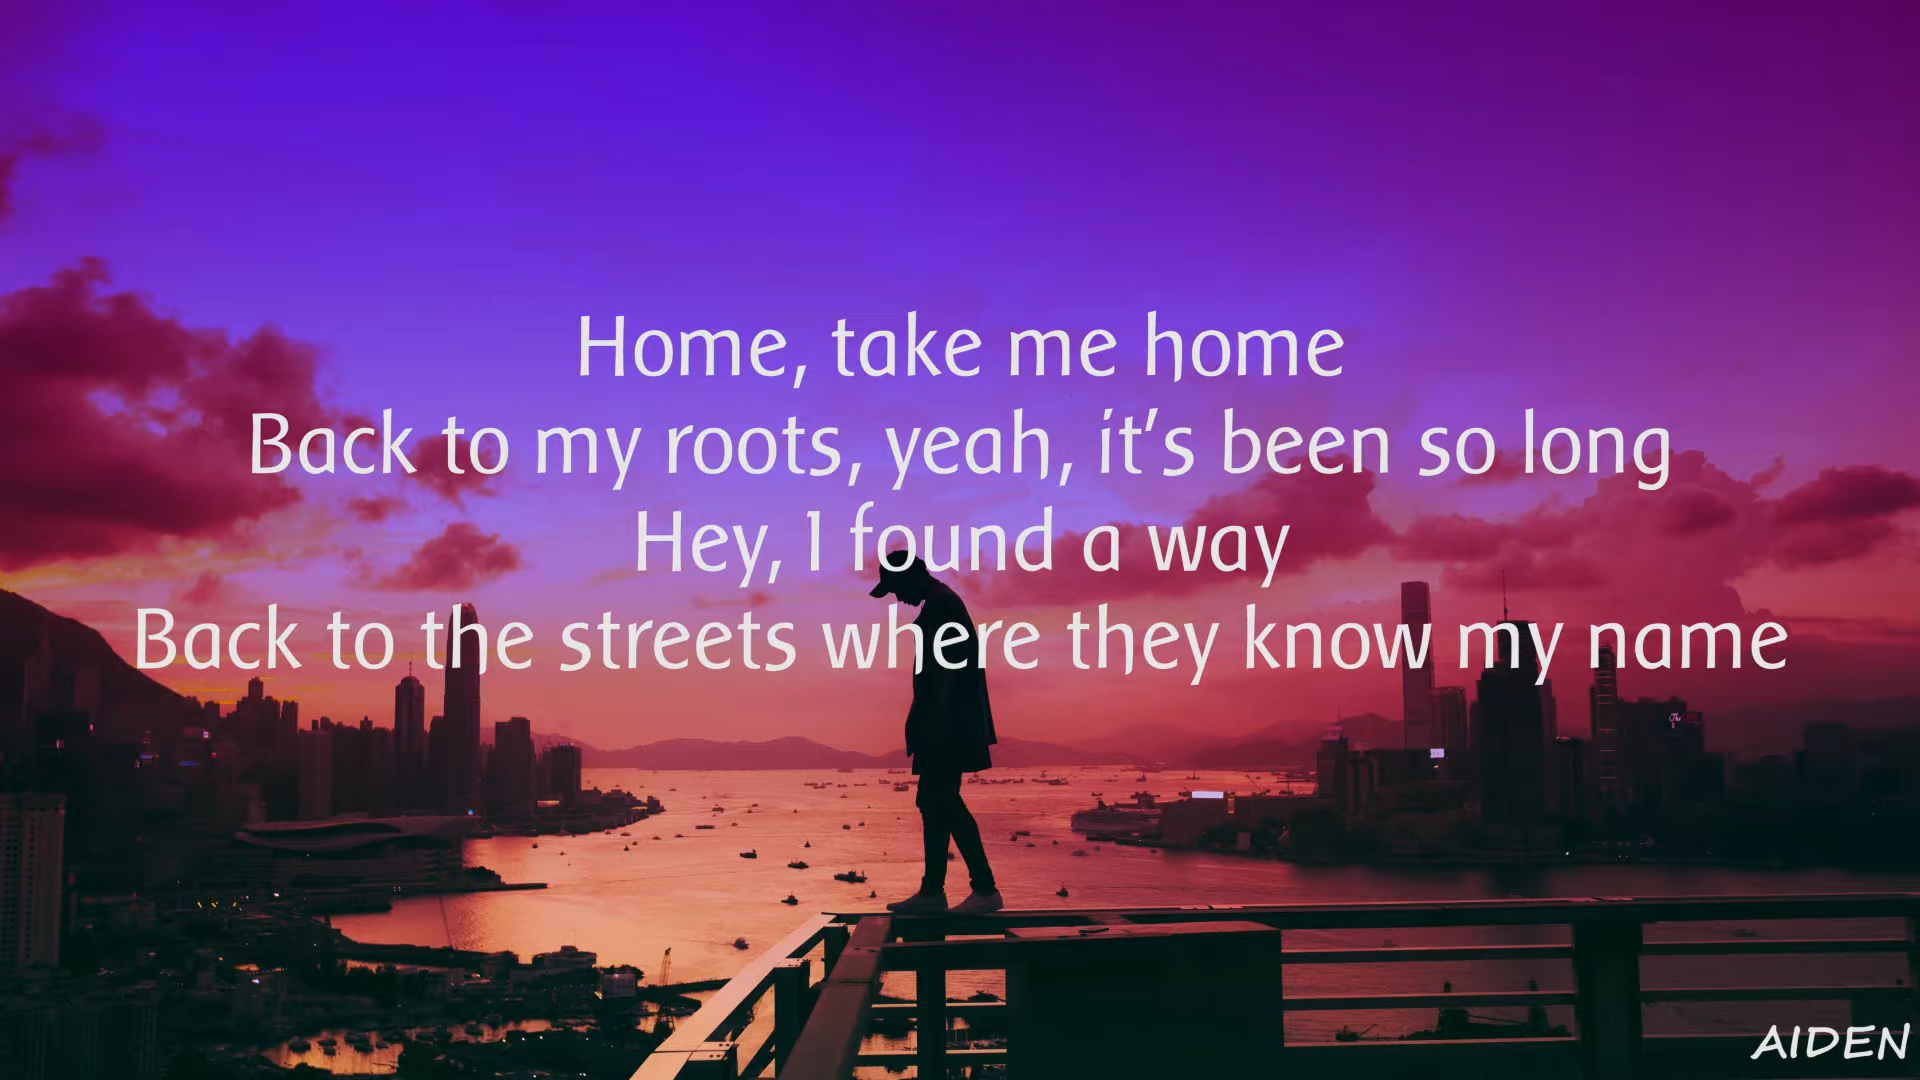 Home, take me home
Back to my roots, yeah, it's been so long
Hey, I found a way
Back to the streets where they know my name
AIDEN